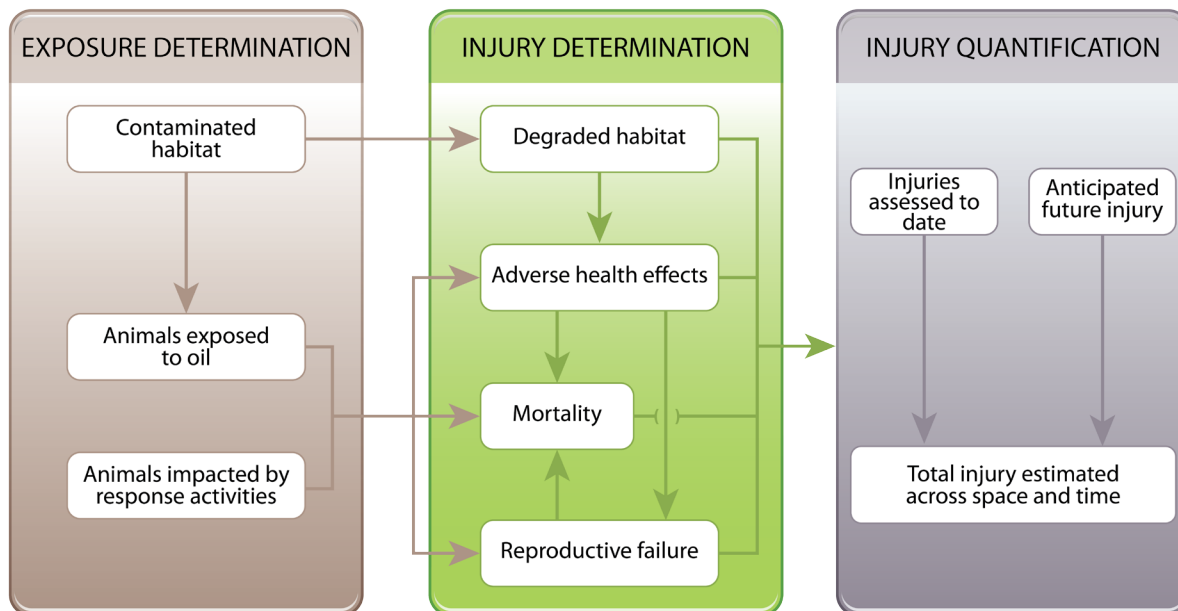 EXPOSURE DETERMINATION
Contaminated
habitat
Animals exposed
to oil
Animals impacted by
response activities
INJURY DETERMINATION
Degraded habitat
Adverse health effects
Mortality
Reproductive failure
INJURY QUANTIFICATION
Injuries
assessed to
date
Anticipated
future injury
Total injury estimated
across space and time